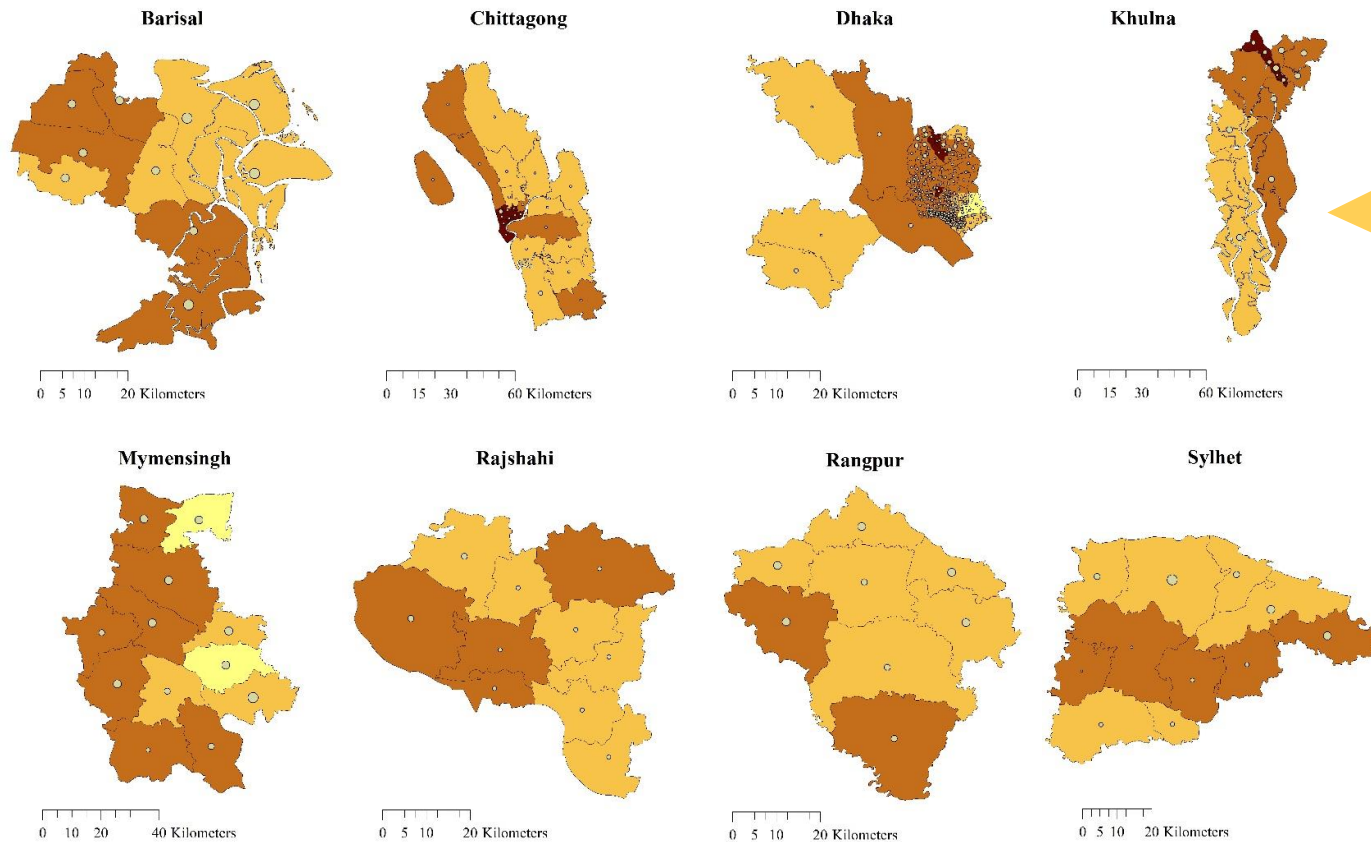 Barisal
Chittagong
Dhaka
Khulna
0 5 10 20 Kilometers
0 15 30 60 Kilometers
0 5 10 20 Kilometers
0 15 30 60 Kilometers
Mymensingh
Rajshahi
Rangpur
Sylhet
0 10 20 40 Kilometers
0 5 10 20 Kilometers
0 5 10 20 Kilometers
0 5 10 20 Kilometers